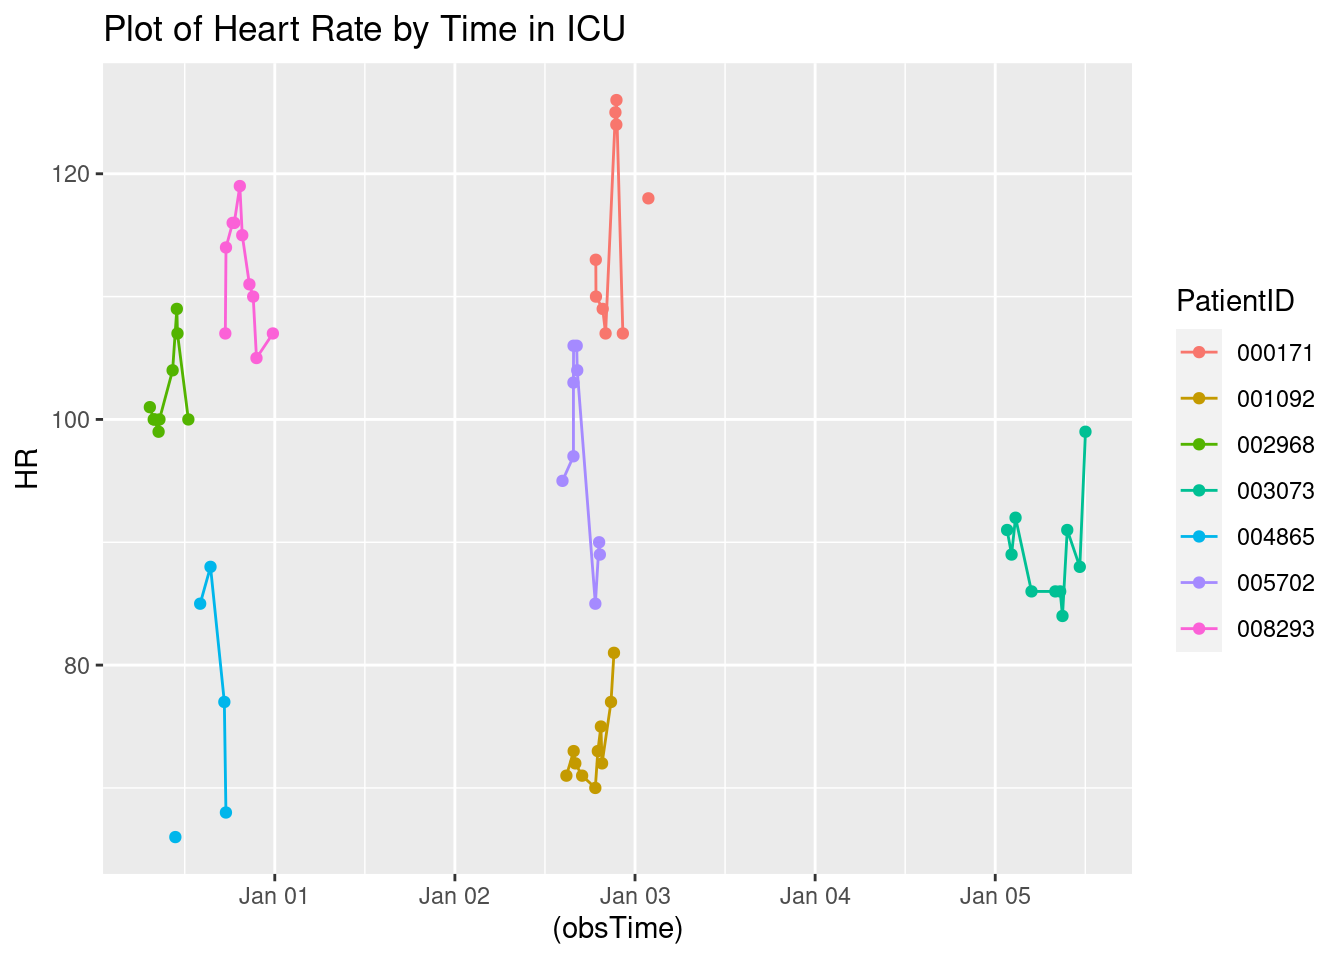 Plot of Heart Rate by Time in ICU
120
100
80
HR
Jan 01
Jan 02
Jan 03
Jan 04
Jan 05
(obsTime)
PatientID
000171
001092
002968
003073
004865
005702
008293